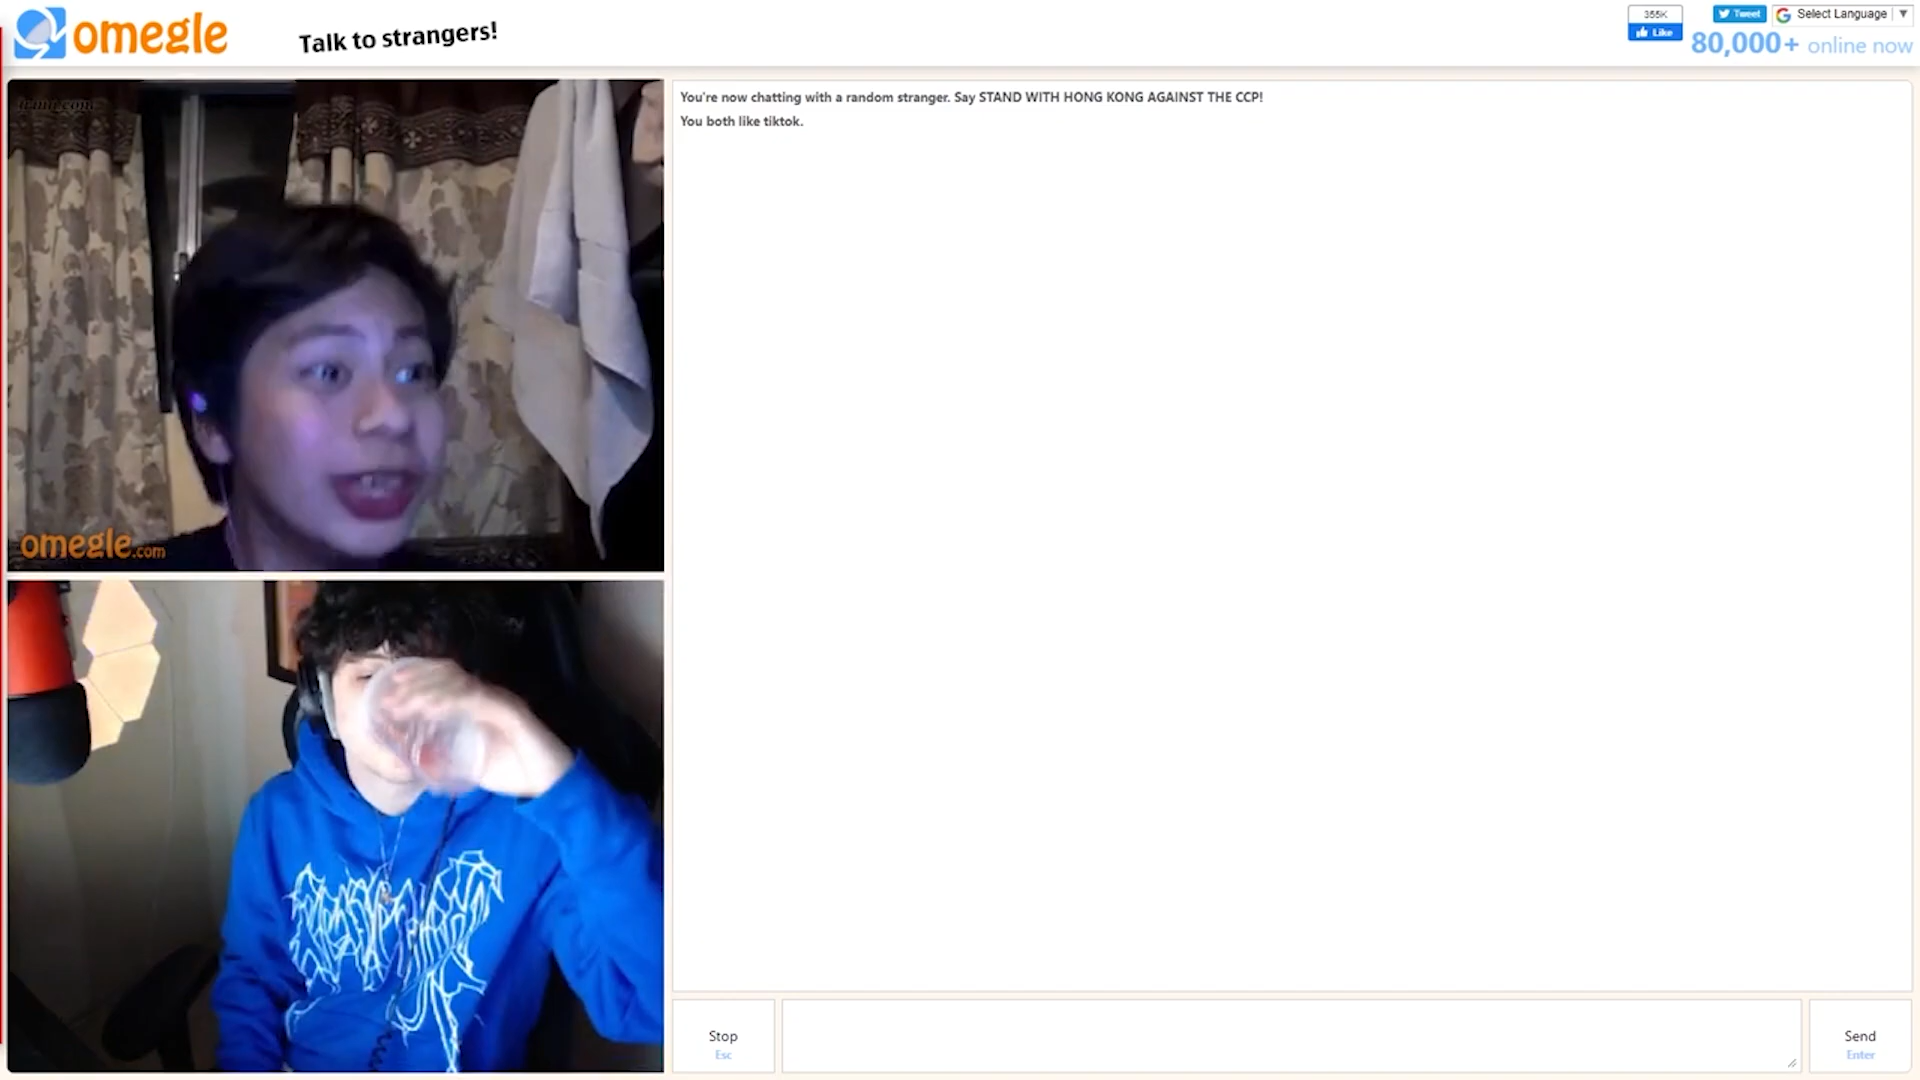 omegle
Talk to strangers!
355K
Like
Tweet
Select Language
80,000+ online now
You're now chatting with a random stranger. Say STAND WITH HONG KONG AGAINST THE CCP!
You both like tiktok.
omegle.com
Stop
Esc
Send
Enter